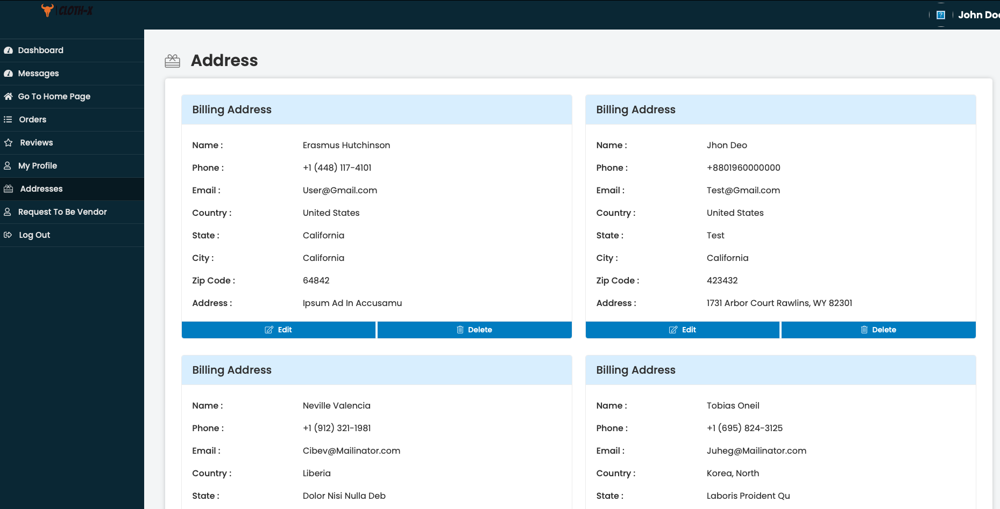 CLOTH-X
John Doe
Dashboard
Messages
Go To Home Page
Orders
Reviews
My Profile
Addresses
Request To Be Vendor
Log Out
Address
Billing Address
Name : Erasmus Hutchinson
Phone : +1 (448) 117-4101
Email : User@Gmail.com
Country : United States
State : California
City : California
Zip Code : 64842
Address : Ipsum Ad In Accusamu
Edit Delete
Billing Address
Name : Jhon Deo
Phone : +8801960000000
Email : Test@Gmail.com
Country : United States
State : Test
City : California
Zip Code : 423432
Address : 1731 Arbor Court Rawlins, WY 82301
Edit Delete
Billing Address
Name : Neville Valencia
Phone : +1 (912) 321-1981
Email : Cibev@Mailinator.com
Country : Liberia
State : Dolor Nisi Nulla Deb
Billing Address
Name : Tobias Oneil
Phone : +1 (695) 824-3125
Email : Juheg@Mailinator.com
Country : Korea, North
State : Laboris Proident Qu